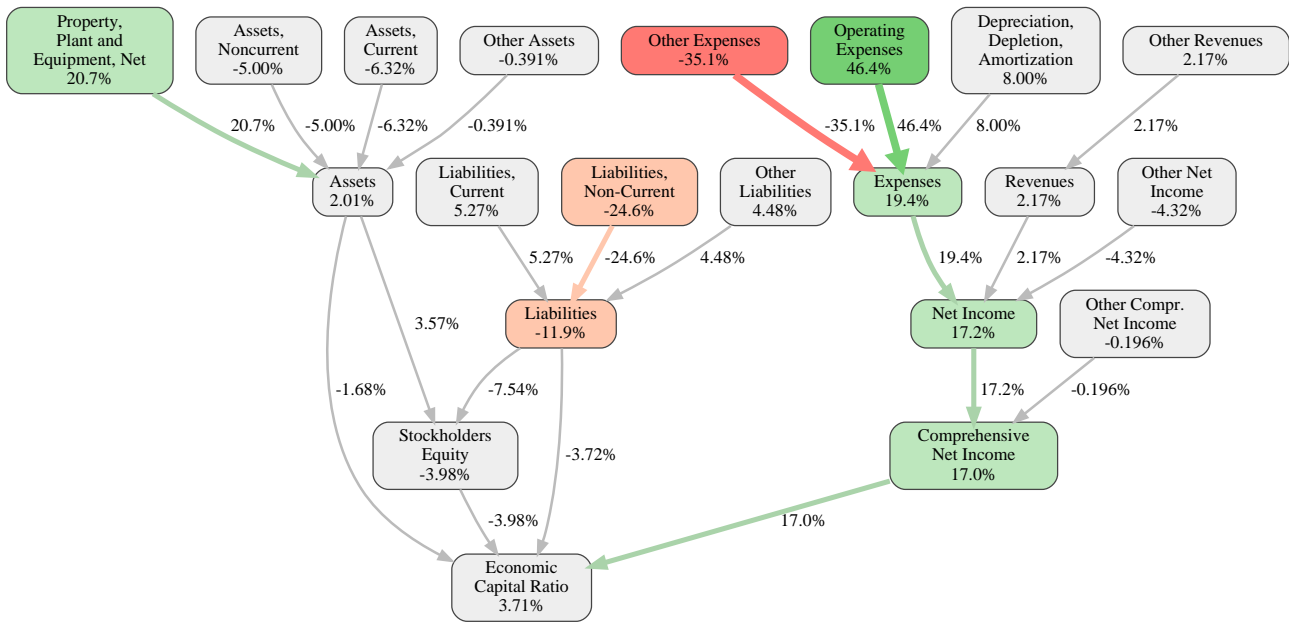 Property,
Plant and
Equipment, Net
20.7%
Assets,
Noncurrent
-5.00%
Assets,
Current
-6.32%
Other Assets
-0.391%
Other Expenses
-35.1%
Operating
Expenses
46.4%
Depreciation,
Depletion,
Amortization
8.00%
Other Revenues
2.17%
20.7%
-5.00%
-6.32%
-0.391%
-35.1%
46.4%
8.00%
2.17%
Assets
2.01%
Liabilities,
Current
5.27%
Liabilities,
Non-Current
-24.6%
Other
Liabilities
4.48%
Expenses
19.4%
Revenues
2.17%
Other Net
Income
-4.32%
5.27%
-24.6%
4.48%
19.4%
2.17%
-4.32%
3.57%
Liabilities
-11.9%
Net Income
17.2%
Other Compr.
Net Income
-0.196%
-1.68%
-7.54%
17.2%
-0.196%
Stockholders
Equity
-3.98%
-3.72%
Comprehensive
Net Income
17.0%
-3.98%
17.0%
Economic
Capital Ratio
3.71%